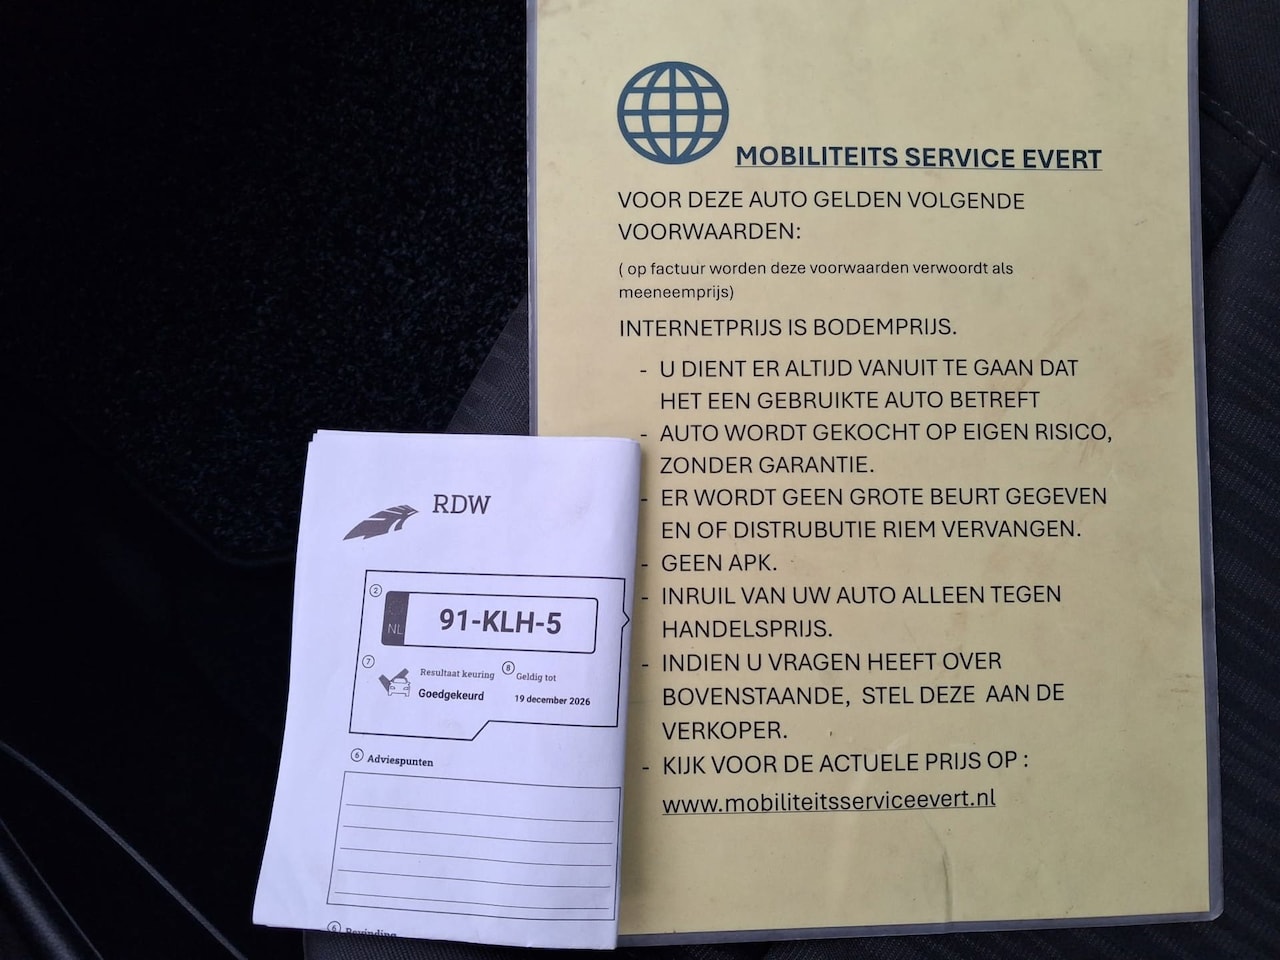 MOBILITEITS SERVICE EVERT
VOOR DEZE AUTO GELDEN VOLGENDE
VOORWAARDEN:
( op factuur worden deze voorwaarden verwoordt als
meeneemprijs)
INTERNETPRIJS IS BODEMPRIJS.
- U DIENT ER ALTIJD VANUIT TE GAAN DAT
HET EEN GEBRUIKTE AUTO BETREFT
- AUTO WORDT GEKOCHT OP EIGEN RISICO,
ZONDER GARANTIE.
- ER WORDT GEEN GROTE BEURT GEGEVEN
EN OF DISTRUBUTIE RIEM VERVANGEN.
- GEEN APK.
- INRUIL VAN UW AUTO ALLEEN TEGEN
HANDELSPRIJS.
- INDIEN U VRAGEN HEEFT OVER
BOVENSTAANDE, STEL DEZE AAN DE
VERKOPER.
- KIJK VOOR DE ACTUELE PRIJS OP :
www.mobiliteitsserviceevert.nl
RDW
2
NL 91-KLH-5
7 Resultaat keuring 8 Geldig tot
Goedgekeurd 19 december 2026
6 Adviespunten
6 Bevinding